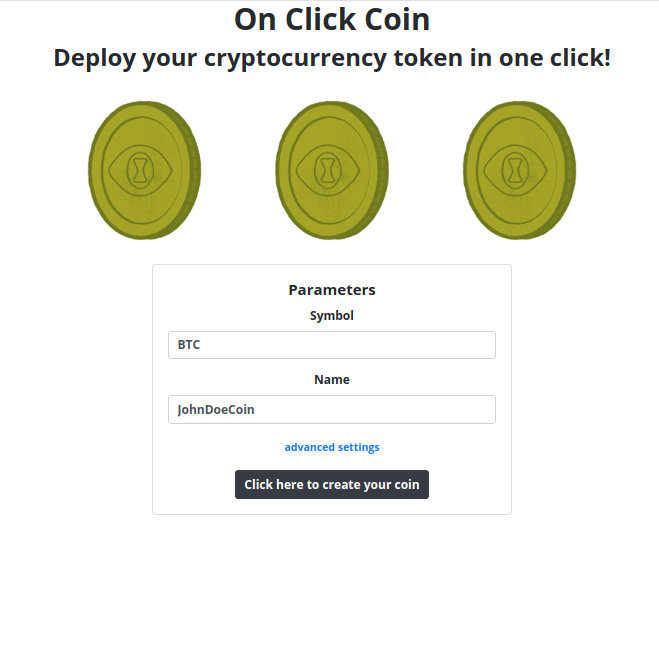 On Click Coin
Deploy your cryptocurrency token in one click!
Parameters
Symbol
BTC
Name
JohnDoeCoin
advanced settings
Click here to create your coin